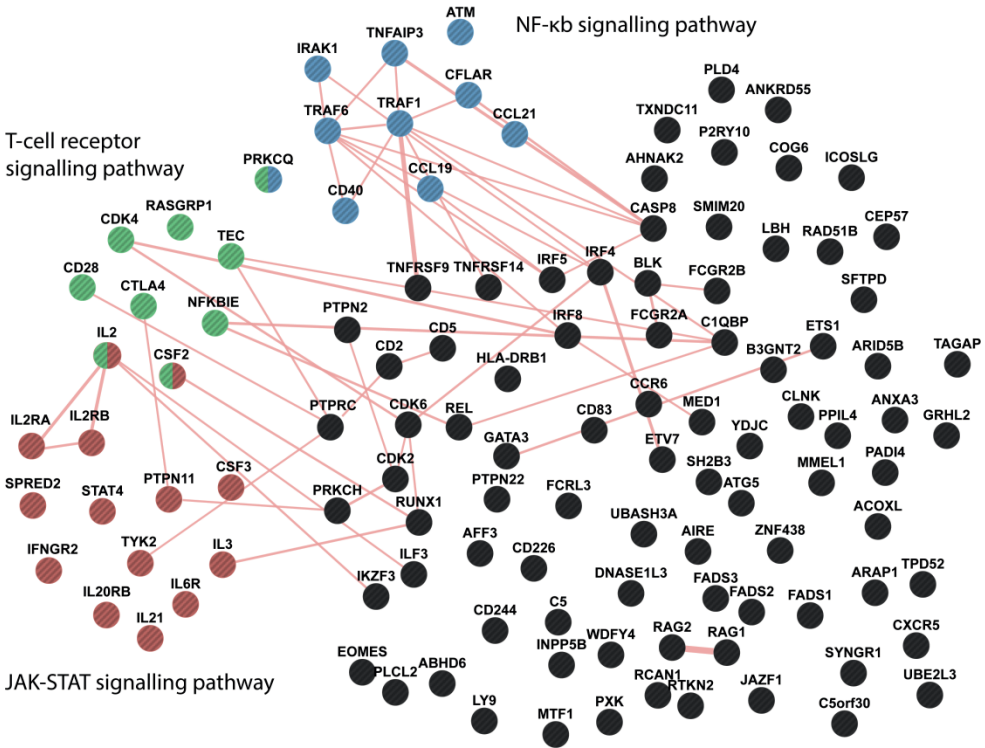 ATM
NF-κb signalling pathway
TNFAIP3
IRAK1
CFLAR
PLD4
ANKRD55
TRAF6
TRAF1
CCL21
TXNDC11
P2RY10
T-cell receptor
signalling pathway
PRKCQ
COG6
ICOSLG
AHNAK2
CD40
CCL19
CASP8
SMIM20
CEP57
RASGRP1
CDK4
TEC
LBH
RAD51B
CD28
CTLA4
TNFRSF9
TNFRSF14
IRF5
IRF4
BLK
FCGR2B
SFTPD
NFKBIE
PTPN2
IRF8
FCGR2A
C1QBP
ETS1
IL2
CSF2
CD2
CD5
HLA-DRB1
B3GNT2
ARID5B
TAGAP
IL2RA
IL2RB
PTPRC
CDK6
REL
CD83
CCR6
MED1
CLNK
PPIL4
ANXA3
GRHL2
GATA3
ETV7
YDJC
SPRED2
STAT4
PTPN11
CSF3
CDK2
PRKCH
RUNX1
PTPN22
FCRL3
SH2B3
ATG5
MMEL1
PADI4
ACOXL
IFNGR2
TYK2
IL3
ILF3
AFF3
CD226
UBASH3A
AIRE
ZNF438
IL20RB
IL6R
IKZF3
DNASE1L3
FADS3
FADS2
FADS1
ARAP1
TPD52
IL21
CD244
C5
INPP5B
WDFY4
RAG2
RAG1
CXCR5
JAK-STAT signalling pathway
EOMES
PLCL2
ABHD6
RCAN1
RTKN2
JAZF1
SYNGR1
UBE2L3
LY9
MTF1
PXK
C5orf30